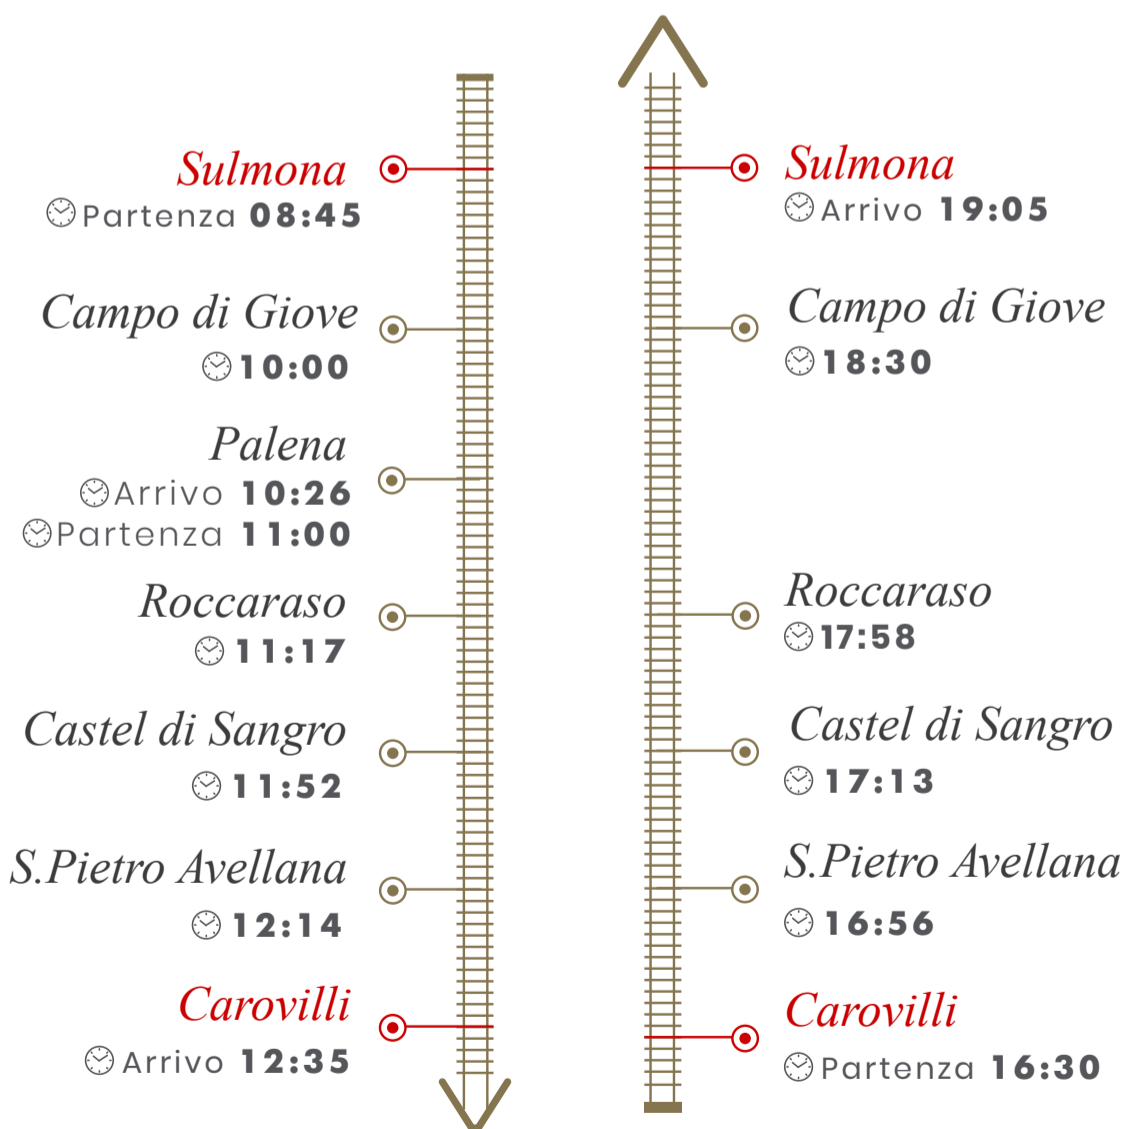 Sulmona
Partenza 08:45
Campo di Giove
10:00
Palena
Arrivo 10:26
Partenza 11:00
Roccaraso
11:17
Castel di Sangro
11:52
S.Pietro Avellana
12:14
Carovilli
Arrivo 12:35
Sulmona
Arrivo 19:05
Campo di Giove
18:30
Roccaraso
17:58
Castel di Sangro
17:13
S.Pietro Avellana
16:56
Carovilli
Partenza 16:30